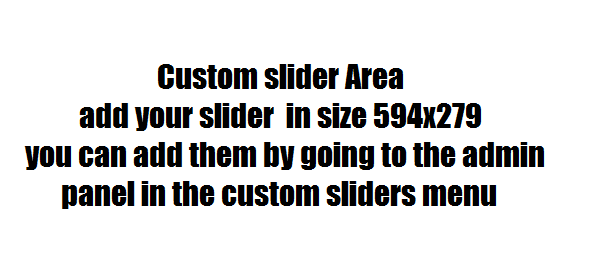 Custom slider Area
add your slider  in size 594x279
you can add them by going to the admin
panel in the custom sliders menu